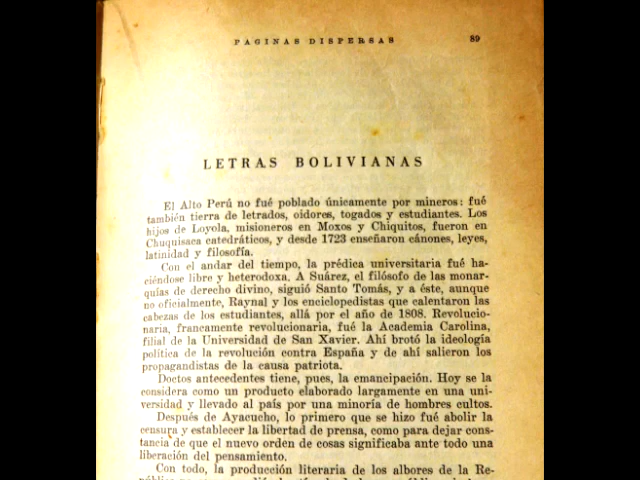 PAGINAS DISPERSAS 89
LETRAS BOLIVIANAS
El Alto Perú no fué poblado únicamente por mineros: fué
también tierra de letrados, oidores, togados y estudiantes. Los
hijos de Loyola, misioneros en Moxos y Chiquitos, fueron en
Chuquisaca catedráticos, y desde 1723 enseñaron cánones, leyes,
latinidad y filosofía.
Con el andar del tiempo, la prédica universitaria fué ha-
ciéndose libre y heterodoxa. A Suárez, el filósofo de las monar-
quías de derecho divino, siguió Santo Tomás, y a éste, aunque
no oficialmente, Raynal y los enciclopedistas que calentaron las
cabezas de los estudiantes, allá por el año de 1808. Revolucio-
naria, francamente revolucionaria, fué la Academia Carolina,
filial de la Universidad de San Xavier. Ahí brotó la ideología
política de la revolución contra España y de ahí salieron los
propagandistas de la causa patriota.
Doctos antecedentes tiene, pues, la emancipación. Hoy se la
considera como un producto elaborado largamente en una uni-
versidad y llevado al país por una minoría de hombres cultos.
Después de Ayacucho, lo primero que se hizo fué abolir la
censura y establecer la libertad de prensa, como para dejar cons-
tancia de que el nuevo orden de cosas significaba ante todo una
liberación del pensamiento.
Con todo, la producción literaria de los albores de la Re-